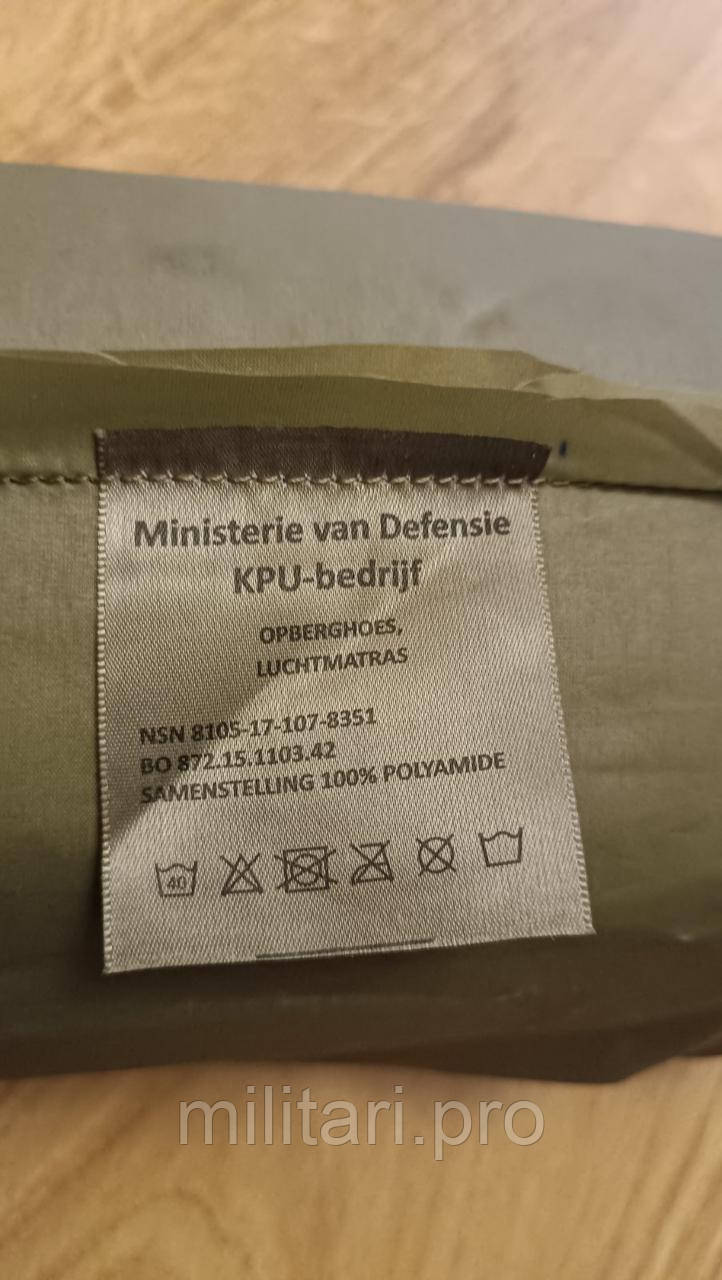 Ministerie van Defensie
KPU-bedrijf
OPBERGHOES,
LUCHTMATRAS
NSN 8105-17-107-8351
BO 872.15.1103.42
SAMENSTELLING 100% POLYAMIDE
40
militari.pro